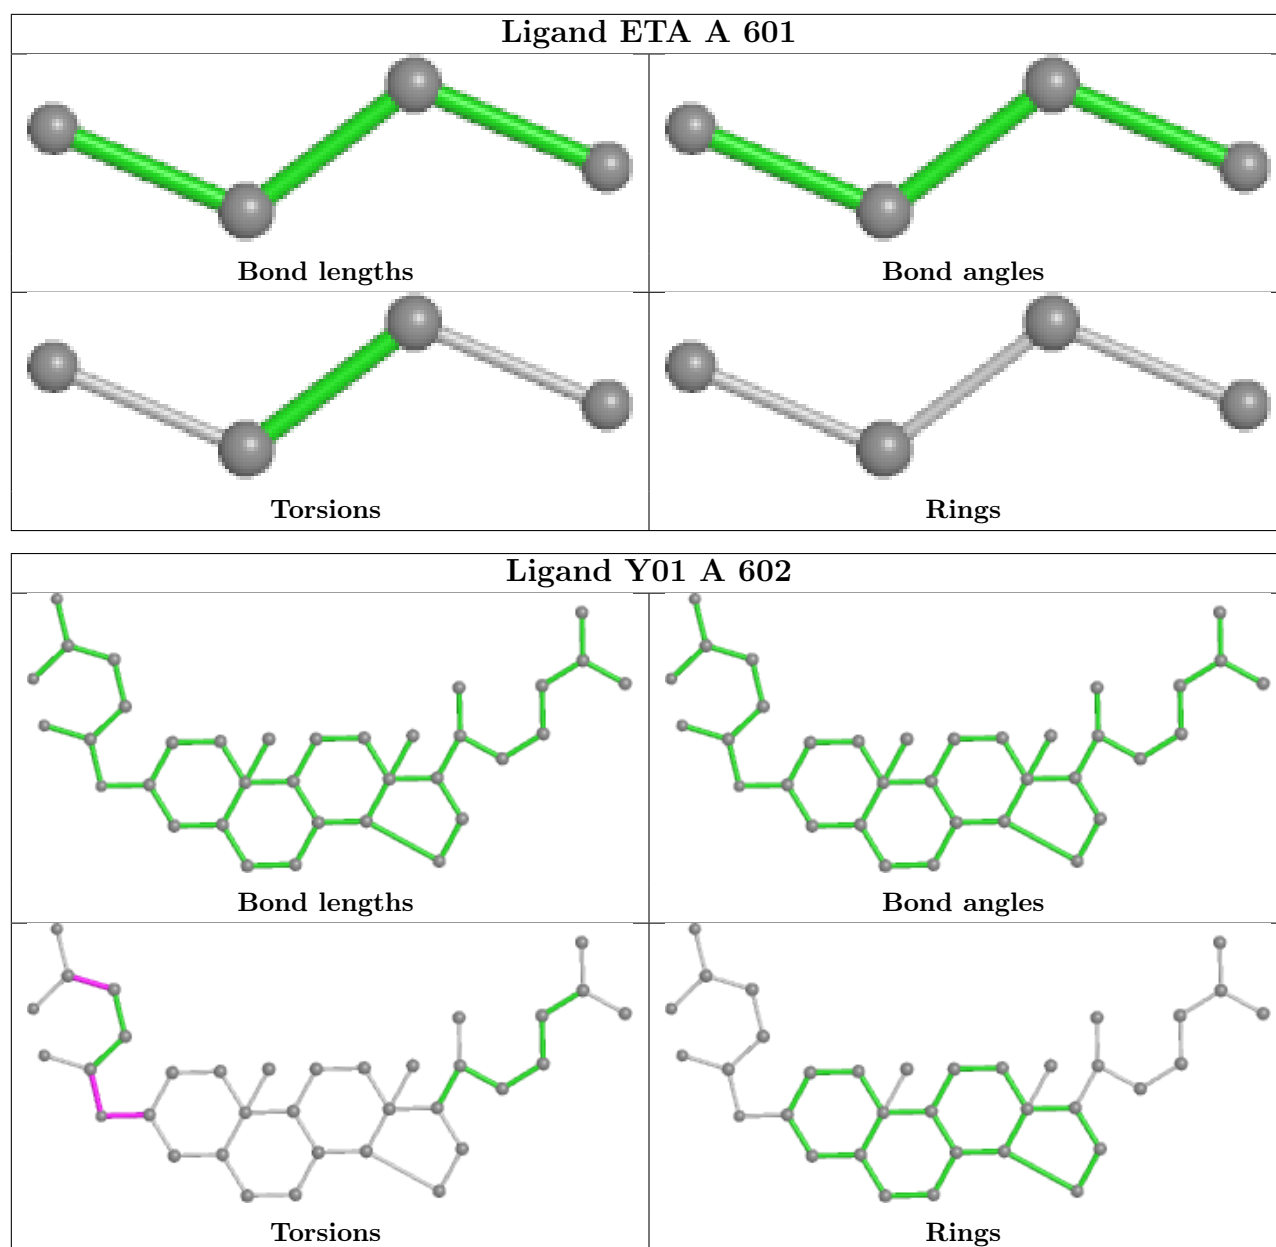 Ligand ETA A 601
Bond lengths
Bond angles
Torsions
Rings
Ligand Y01 A 602
Bond lengths
Bond angles
Torsions
Rings